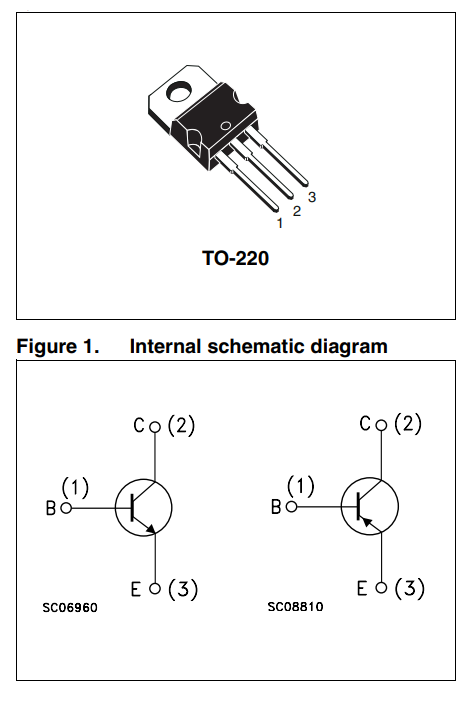 3
2
1
TO-220
Figure 1. Internal schematic diagram
C (2) C (2)
(1) (1)
B B
E (3) E (3)
SC06960 SC08810